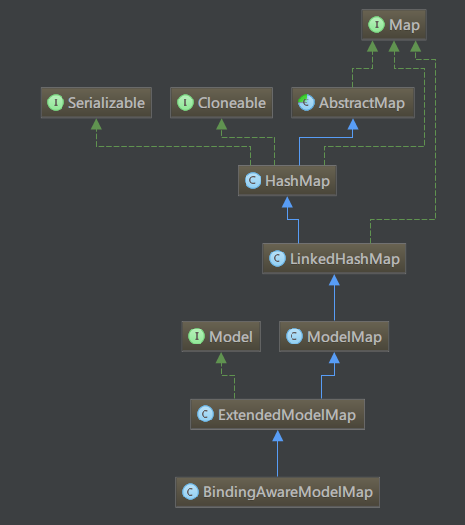 I Map
I Serializable
I Cloneable
C AbstractMap
C HashMap
C LinkedHashMap
I Model
C ModelMap
C ExtendedModelMap
C BindingAwareModelMap